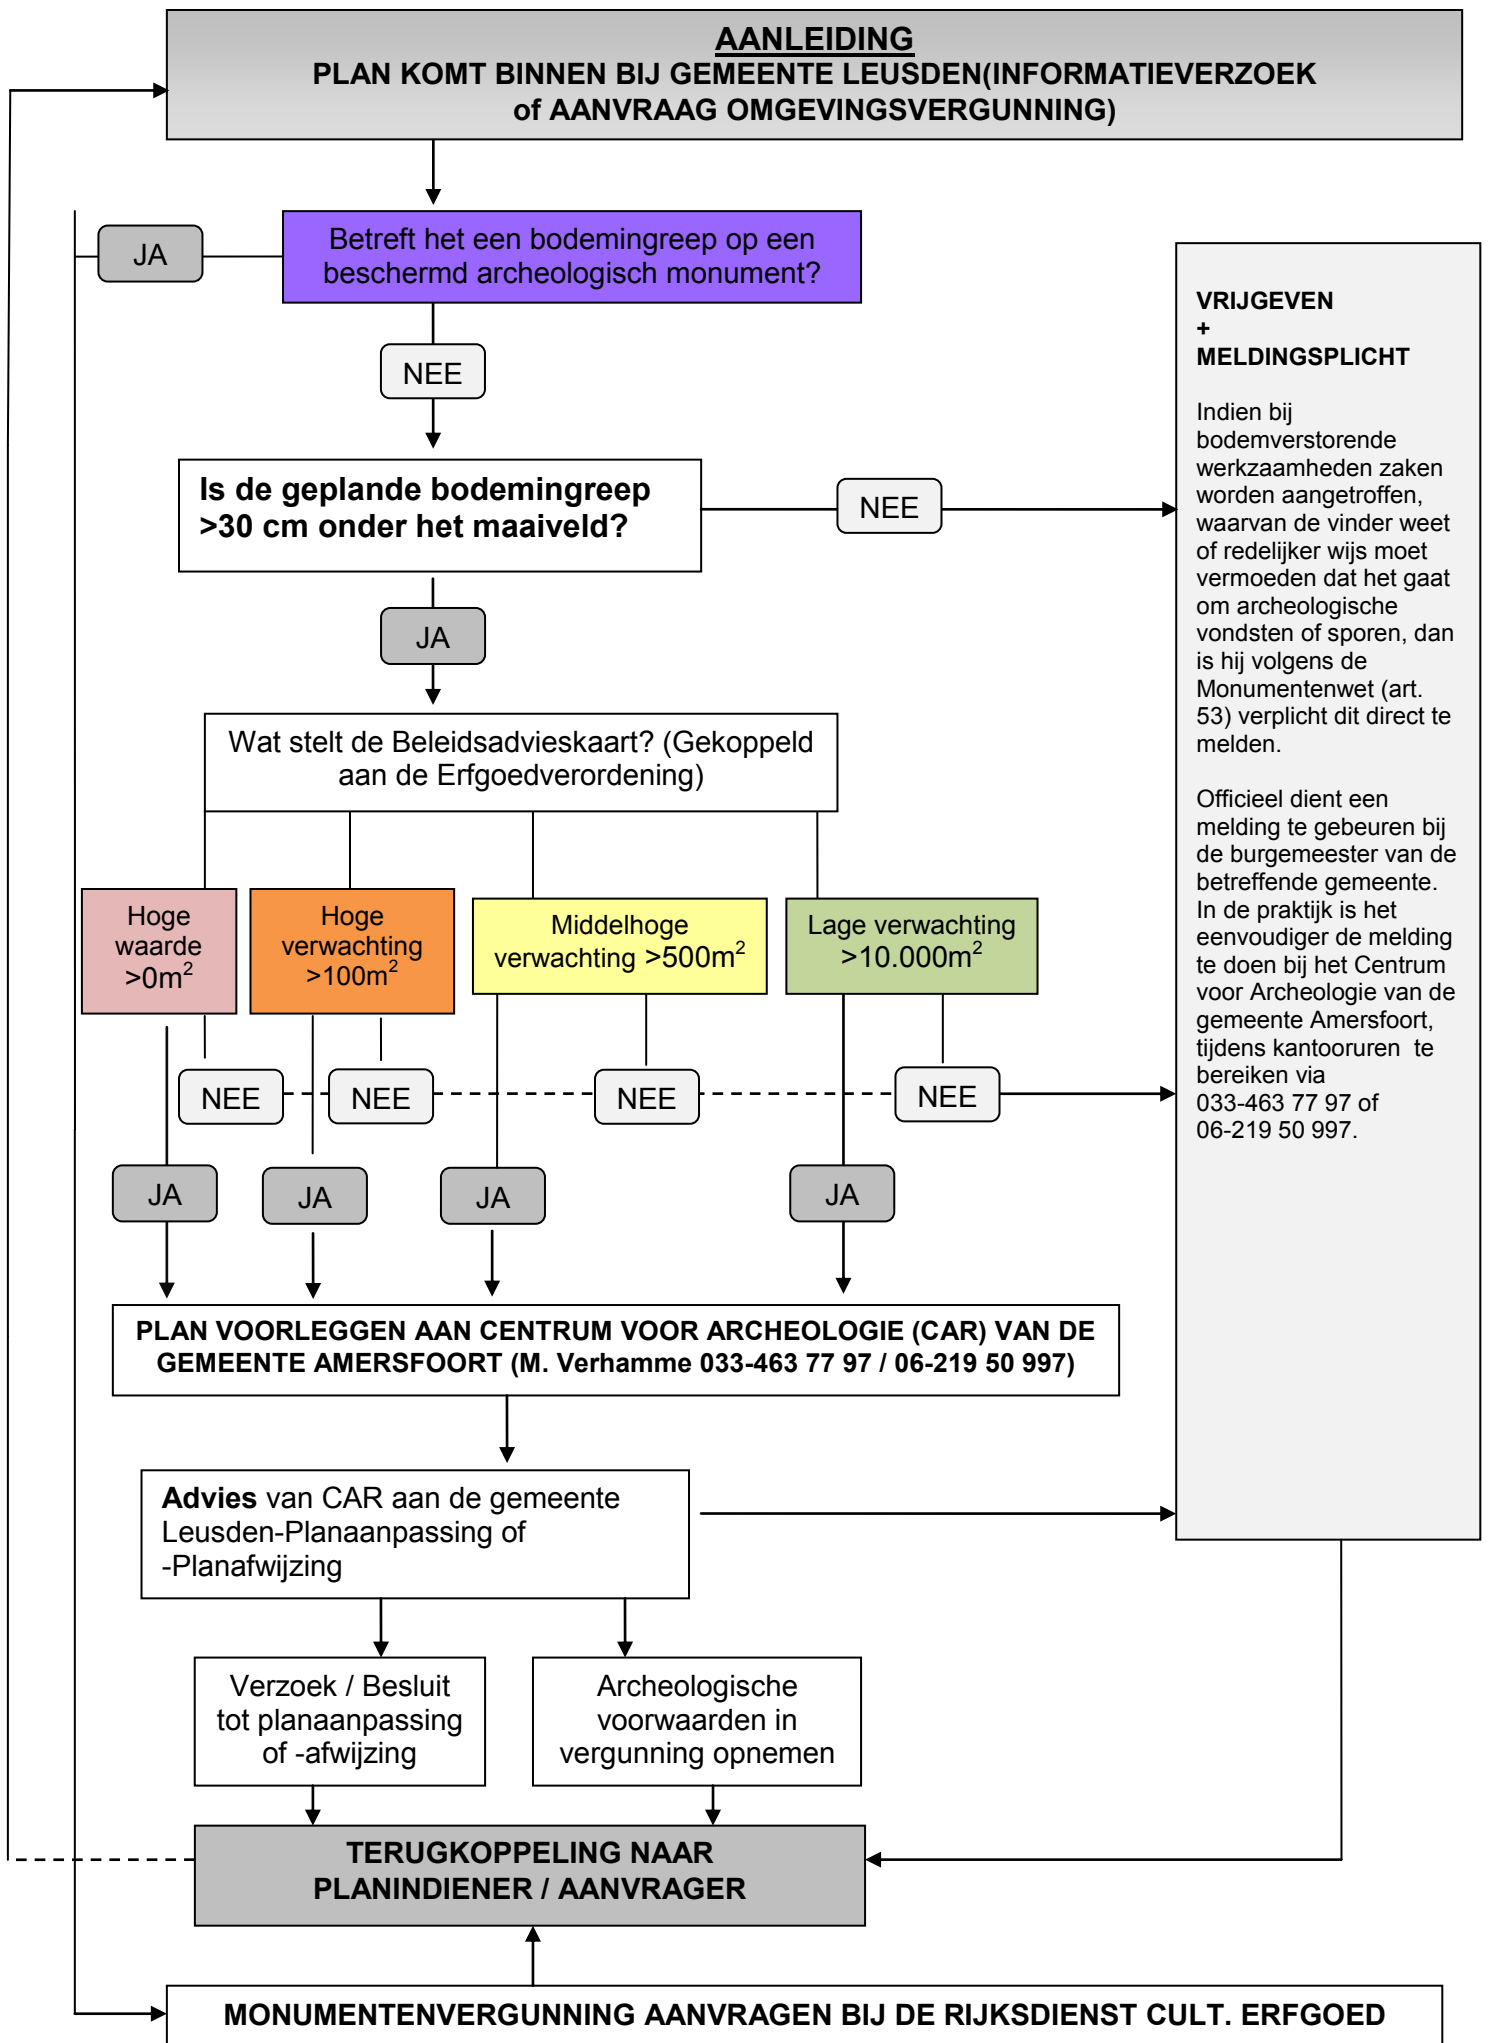 AANLEIDING
PLAN KOMT BINNEN BIJ GEMEENTE LEUSDEN(INFORMATIEVERZOEK
of AANVRAAG OMGEVINGSVERGUNNING)
JA
Betreft het een bodemingreep op een
beschermd archeologisch monument?
NEE
Is de geplande bodemingreep
>30 cm onder het maaiveld?
NEE
JA
Wat stelt de Beleidsadvieskaart? (Gekoppeld
aan de Erfgoedverordening)
Hoge
waarde
>0m²
Hoge
verwachting
>100m²
Middelhoge
verwachting >500m²
Lage verwachting
>10.000m²
NEE
NEE
NEE
NEE
JA
JA
JA
JA
VRIJGEVEN
+
MELDINGSPLICHT
Indien bij
bodemverstorende
werkzaamheden zaken
worden aangetroffen,
waarvan de vinder weet
of redelijker wijs moet
vermoeden dat het gaat
om archeologische
vondsten of sporen, dan
is hij volgens de
Monumentenwet (art.
53) verplicht dit direct te
melden.
Officieel dient een
melding te gebeuren bij
de burgemeester van de
betreffende gemeente.
In de praktijk is het
eenvoudiger de melding
te doen bij het Centrum
voor Archeologie van de
gemeente Amersfoort,
tijdens kantooruren te
bereiken via
033-463 77 97 of
06-219 50 997.
PLAN VOORLEGGEN AAN CENTRUM VOOR ARCHEOLOGIE (CAR) VAN DE
GEMEENTE AMERSFOORT (M. Verhamme 033-463 77 97 / 06-219 50 997)
Advies van CAR aan de gemeente
Leusden-Planaanpassing of
-Planafwijzing
Verzoek / Besluit
tot planaanpassing
of -afwijzing
Archeologische
voorwaarden in
vergunning opnemen
TERUGKOPPELING NAAR
PLANINDIENER / AANVRAGER
MONUMENTENVERGUNNING AANVRAGEN BIJ DE RIJKSDIENST CULT. ERFGOED